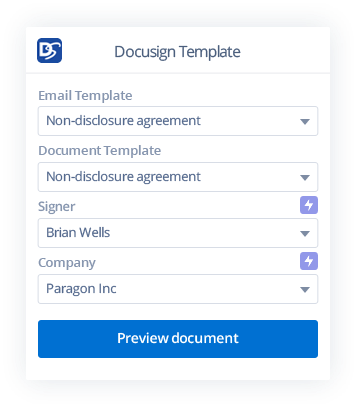 DS Docusign Template
Email Template
Non-disclosure agreement
Document Template
Non-disclosure agreement
Signer
Brian Wells
Company
Paragon Inc
Preview document